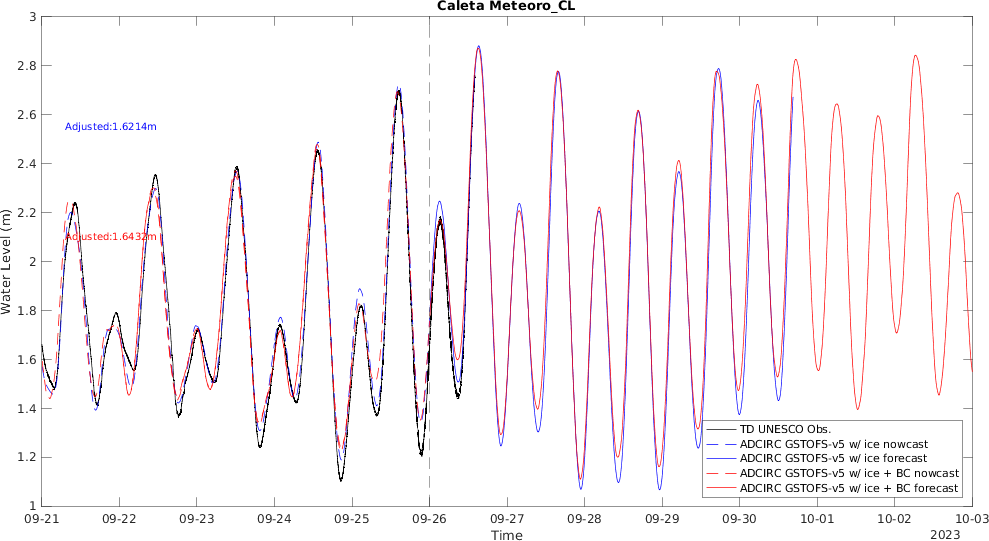 Caleta Meteoro_CL
3
2.8
2.6
2.4
2.2
2
1.8
1.6
1.4
1.2
1
Water Level (m)
Adjusted:1.6214m
Adjusted:1.6432m
TD UNESCO Obs.
ADCIRC GSTOFS-v5 w/ ice nowcast
ADCIRC GSTOFS-v5 w/ ice forecast
ADCIRC GSTOFS-v5 w/ ice + BC nowcast
ADCIRC GSTOFS-v5 w/ ice + BC forecast
09-21 09-22 09-23 09-24 09-25 09-26 09-27 09-28 09-29 09-30 10-01 10-02 10-03
Time
2023